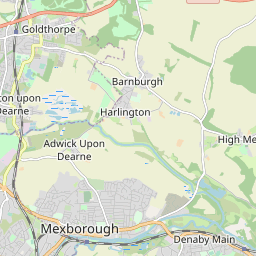 Goldthorpe
Barnburgh
ton upon
Dearne
Harlington
High Me
Adwick Upon
Dearne
Mexborough
Denaby Main